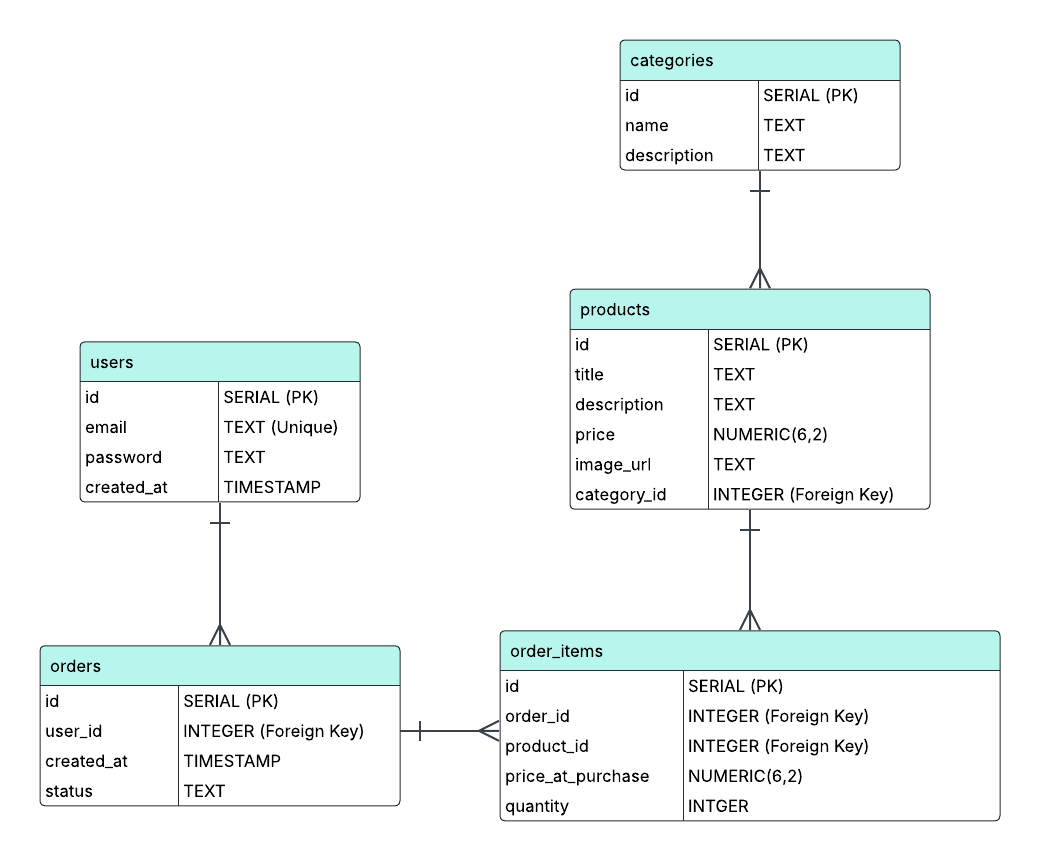 categories
id SERIAL (PK)
name TEXT
description TEXT
products
id SERIAL (PK)
title TEXT
description TEXT
price NUMERIC(6,2)
image_url TEXT
category_id INTEGER (Foreign Key)
users
id SERIAL (PK)
email TEXT (Unique)
password TEXT
created_at TIMESTAMP
orders
id SERIAL (PK)
user_id INTEGER (Foreign Key)
created_at TIMESTAMP
status TEXT
order_items
id SERIAL (PK)
order_id INTEGER (Foreign Key)
product_id INTEGER (Foreign Key)
price_at_purchase NUMERIC(6,2)
quantity INTGER